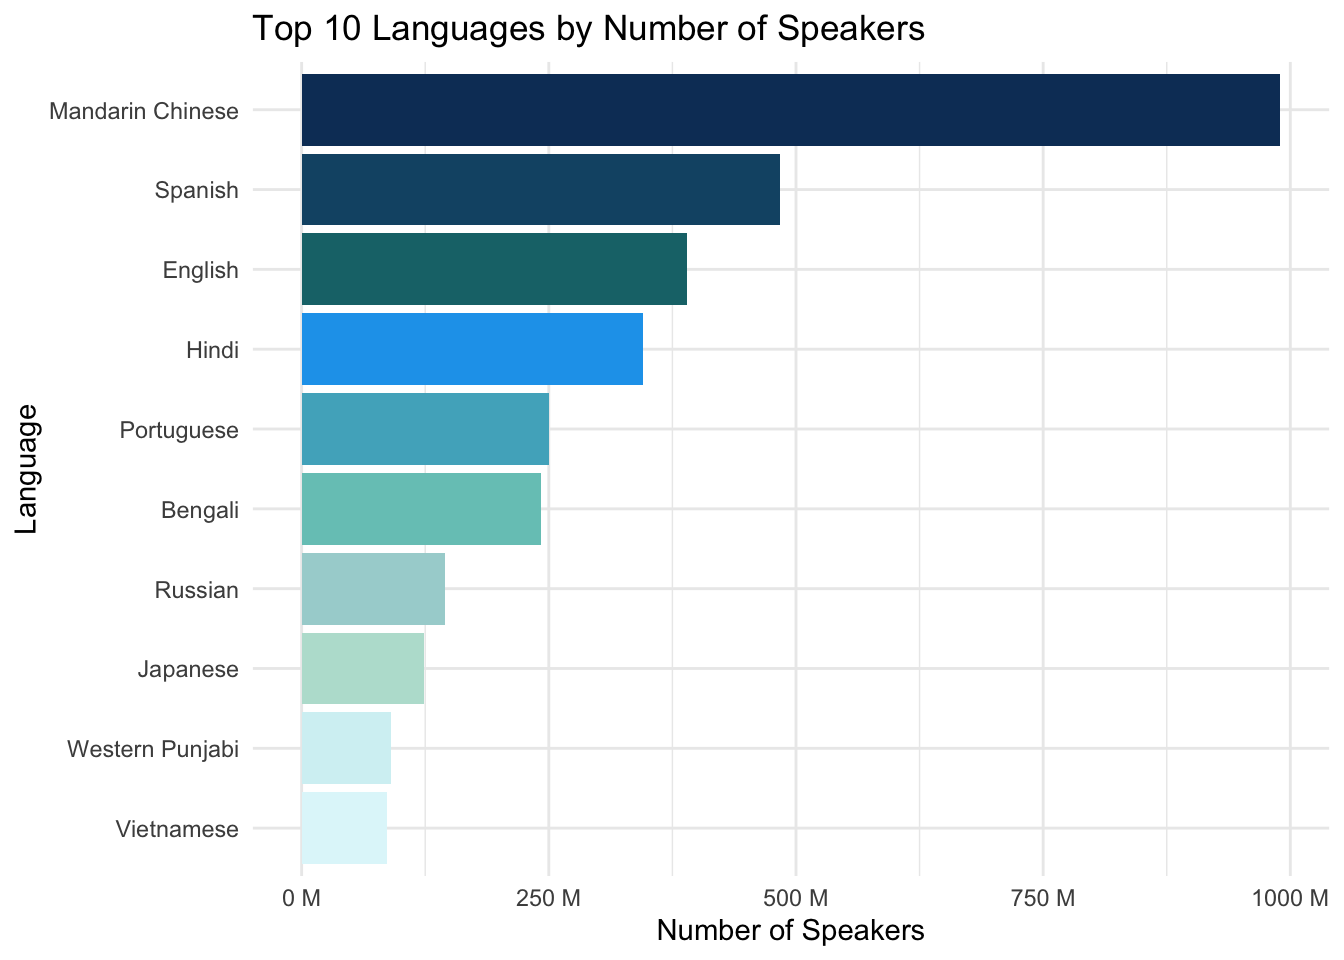 Top 10 Languages by Number of Speakers
Language
Mandarin Chinese
Spanish
English
Hindi
Portuguese
Bengali
Russian
Japanese
Western Punjabi
Vietnamese
0 M 250 M 500 M 750 M 1000 M
Number of Speakers